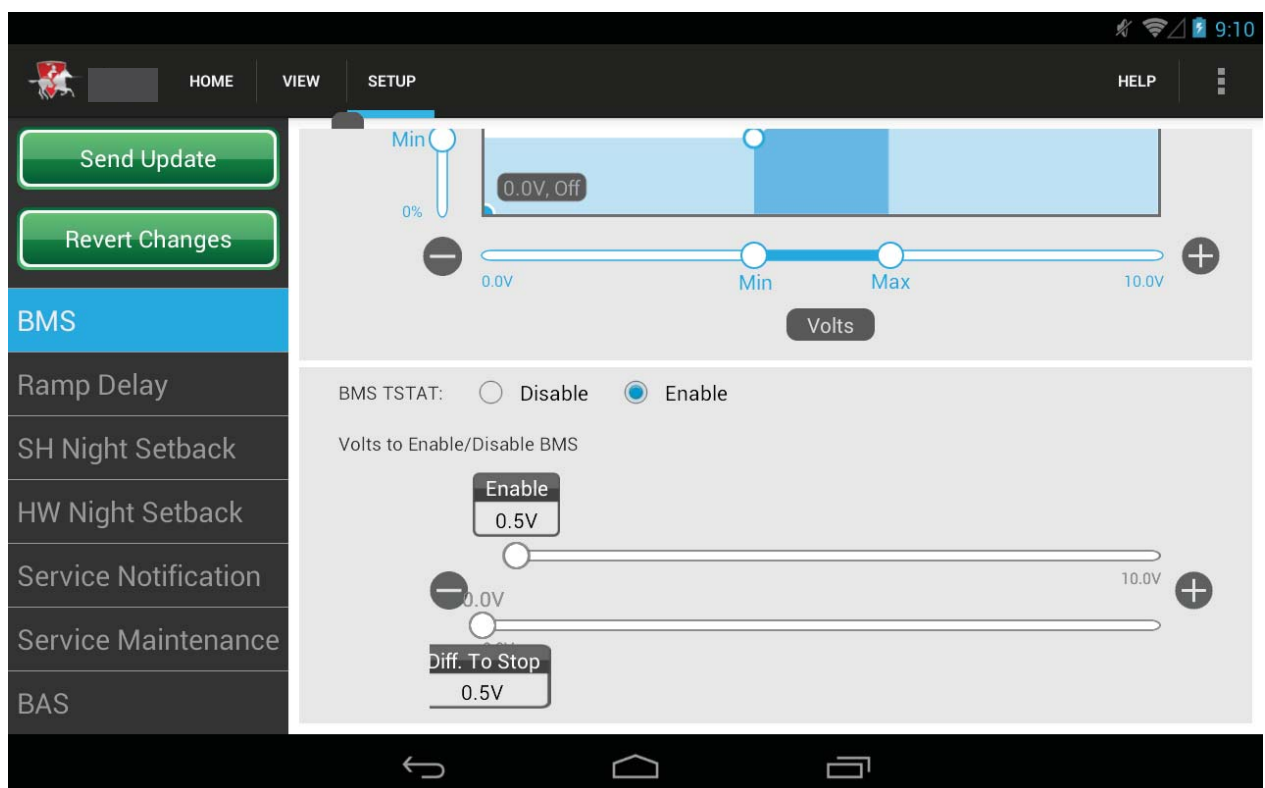 9:10
HOME VIEW SETUP HELP
Send Update
Revert Changes
BMS
Ramp Delay
SH Night Setback
HW Night Setback
Service Notification
Service Maintenance
BAS
Min
0.0V, Off
0%
0.0V Min Max 10.0V
Volts
BMS TSTAT: Disable Enable
Volts to Enable/Disable BMS
Enable
0.5V
10.0V
0.0V
Diff. To Stop
0.5V